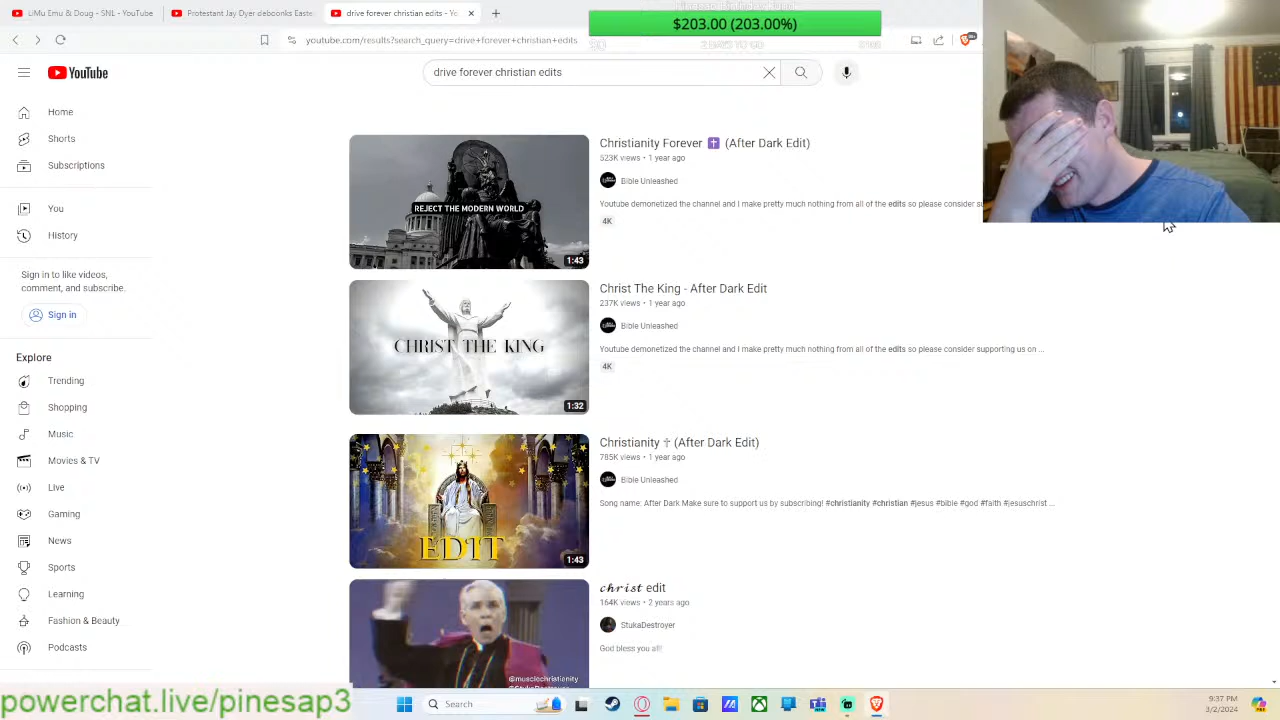 LiMu Emu & Doug - SNL - YouTube
Protestant Jay Dyer
drive forever christian edits - Yo
$203.00 (203.00%)
youtube.com/results?search_query=drive+forever+christian+edits
YouTube
drive forever christian edits
Home
Shorts
Subscriptions
You
History
Sign in to like videos,
comment, and subscribe.
Sign in
Explore
Trending
Shopping
Music
Movies & TV
Live
Gaming
News
Sports
Learning
Fashion & Beauty
Podcasts
REJECT THE MODERN WORLD
1:43
Christianity Forever ✝️ (After Dark Edit)
523K views • 1 year ago
Bible Unleashed
Youtube demonetized the channel and I make pretty much nothing from all of the edits so please consider
4K
CHRIST THE KING
1:32
Christ The King - After Dark Edit
237K views • 1 year ago
Bible Unleashed
Youtube demonetized the channel and I make pretty much nothing from all of the edits so please consider supporting us on ...
4K
EDIT
1:43
Christianity ✝ (After Dark Edit)
785K views • 1 year ago
Bible Unleashed
Song name: After Dark Make sure to support us by subscribing! #christianity #christian #jesus #bible #god #faith #jesuschrist ...
@musclechristianity
@StukaDestroyer
𝓬𝓱𝓻𝓲𝓼𝓽 edit
164K views • 2 years ago
StukaDestroyer
God bless you all!
powerchat.live/pinesap3
Search
9:37 PM
3/2/2024